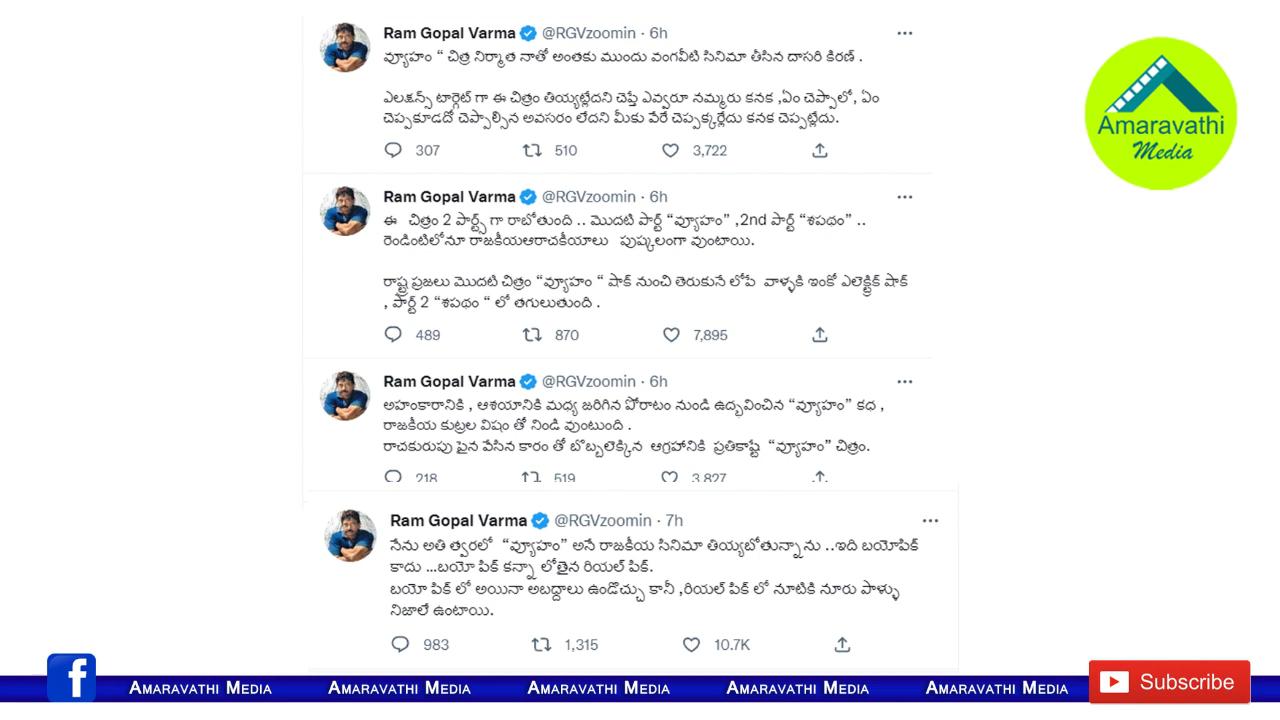 Ram Gopal Varma @RGVzoomin · 6h
వ్యూహం “ చిత్ర నిర్మాత నాతో అంతకు ముందు వంగవీటి సినిమా తీసిన దాసరి కిరణ్ .
ఎలక్షన్స్ టార్గెట్ గా ఈ చిత్రం తియ్యట్లేదని చెప్తే ఎవ్వరూ నమ్మరు కనక ,ఏం చెప్పాలో, ఏం
చెప్పకూడదో చెప్పాల్సిన అవసరం లేదని మీకు వేరే చెప్పక్కర్లేదు కనక చెప్పట్లేదు.
307 510 3,722
Ram Gopal Varma @RGVzoomin · 6h
ఈ చిత్రం 2 పార్ట్స్ గా రాబోతుంది .. మొదటి పార్ట్ “వ్యూహం” ,2nd పార్ట్ “శపథం” ..
రెండింటిలోనూ రాజకీయఆరాచకీయాలు పుష్కలంగా వుంటాయి.
రాష్ట్ర ప్రజలు మొదటి చిత్రం “వ్యూహం “ షాక్ నుంచి తెరుకునే లోపే వాళ్ళకి ఇంకో ఎలెక్ట్రిక్ షాక్
, పార్ట్ 2 “శపథం “ లో తగులుతుంది .
489 870 7,895
Ram Gopal Varma @RGVzoomin · 6h
అహంకారానికి , ఆశయానికి మధ్య జరిగిన పోరాటం నుండి ఉద్భవించిన “వ్యూహం” కధ ,
రాజకీయ కుట్రల విషం తో నిండి వుంటుంది .
రాచకురుపు పైన వేసిన కారం తో బొబ్బలెక్కిన ఆగ్రహానికి ప్రతికాష్టే “వ్యూహం” చిత్రం.
218 519 3,827
Ram Gopal Varma @RGVzoomin · 7h
నేను అతి త్వరలో “వ్యూహం” అనే రాజకీయ సినిమా తియ్యబోతున్నాను ..ఇది బయోపిక్
కాదు …బయో పిక్ కన్నా లోతైన రియల్ పిక్.
బయో పిక్ లో అయినా అబద్దాలు ఉండొచ్చు కానీ ,రియల్ పిక్ లో నూటికి నూరు పాళ్ళు
నిజాలే ఉంటాయి.
983 1,315 10.7K
Amaravathi
Media
f Amaravathi Media Amaravathi Media Amaravathi Media Amaravathi Media Amaravathi Media Subscribe